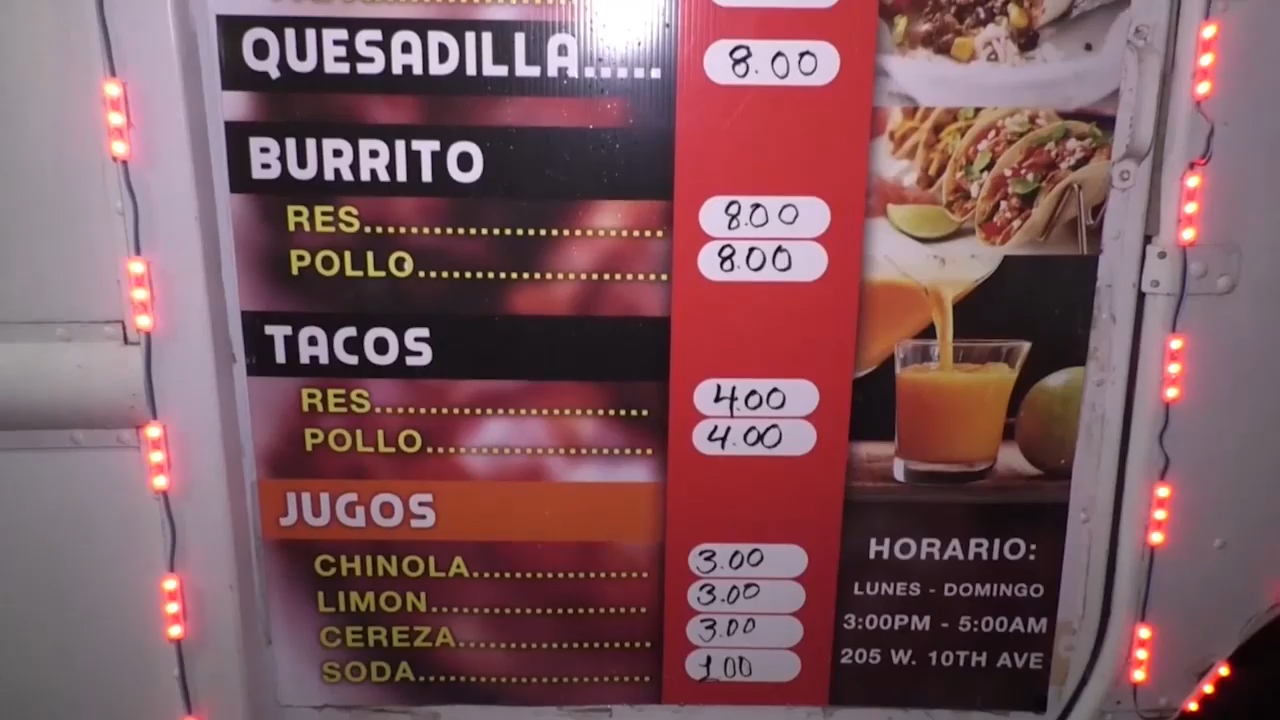 QUESADILLA..... 8.00
BURRITO
RES.......................... 8.00
POLLO...................... 8.00
TACOS
RES........................ 4.00
POLLO.................... 4.00
JUGOS
CHINOLA................ 3.00
LIMON................... 3.00
CEREZA................. 3.00
SODA.................... 1.00
HORARIO:
LUNES - DOMINGO
3:00PM - 5:00AM
205 W. 10TH AVE